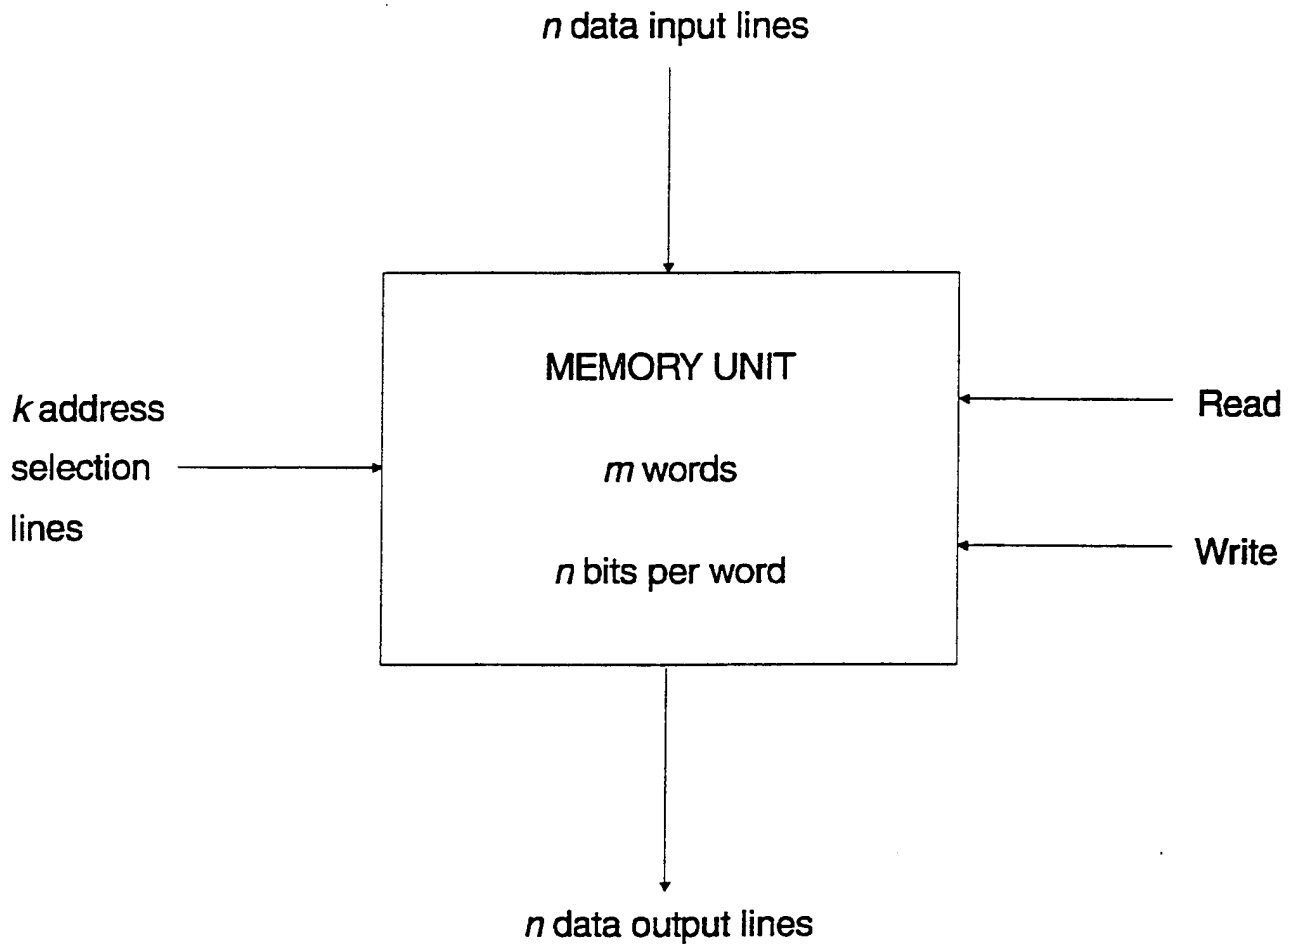 n data input lines
MEMORY UNIT
k address
selection
lines
m words
n bits per word
Read
Write
n data output lines